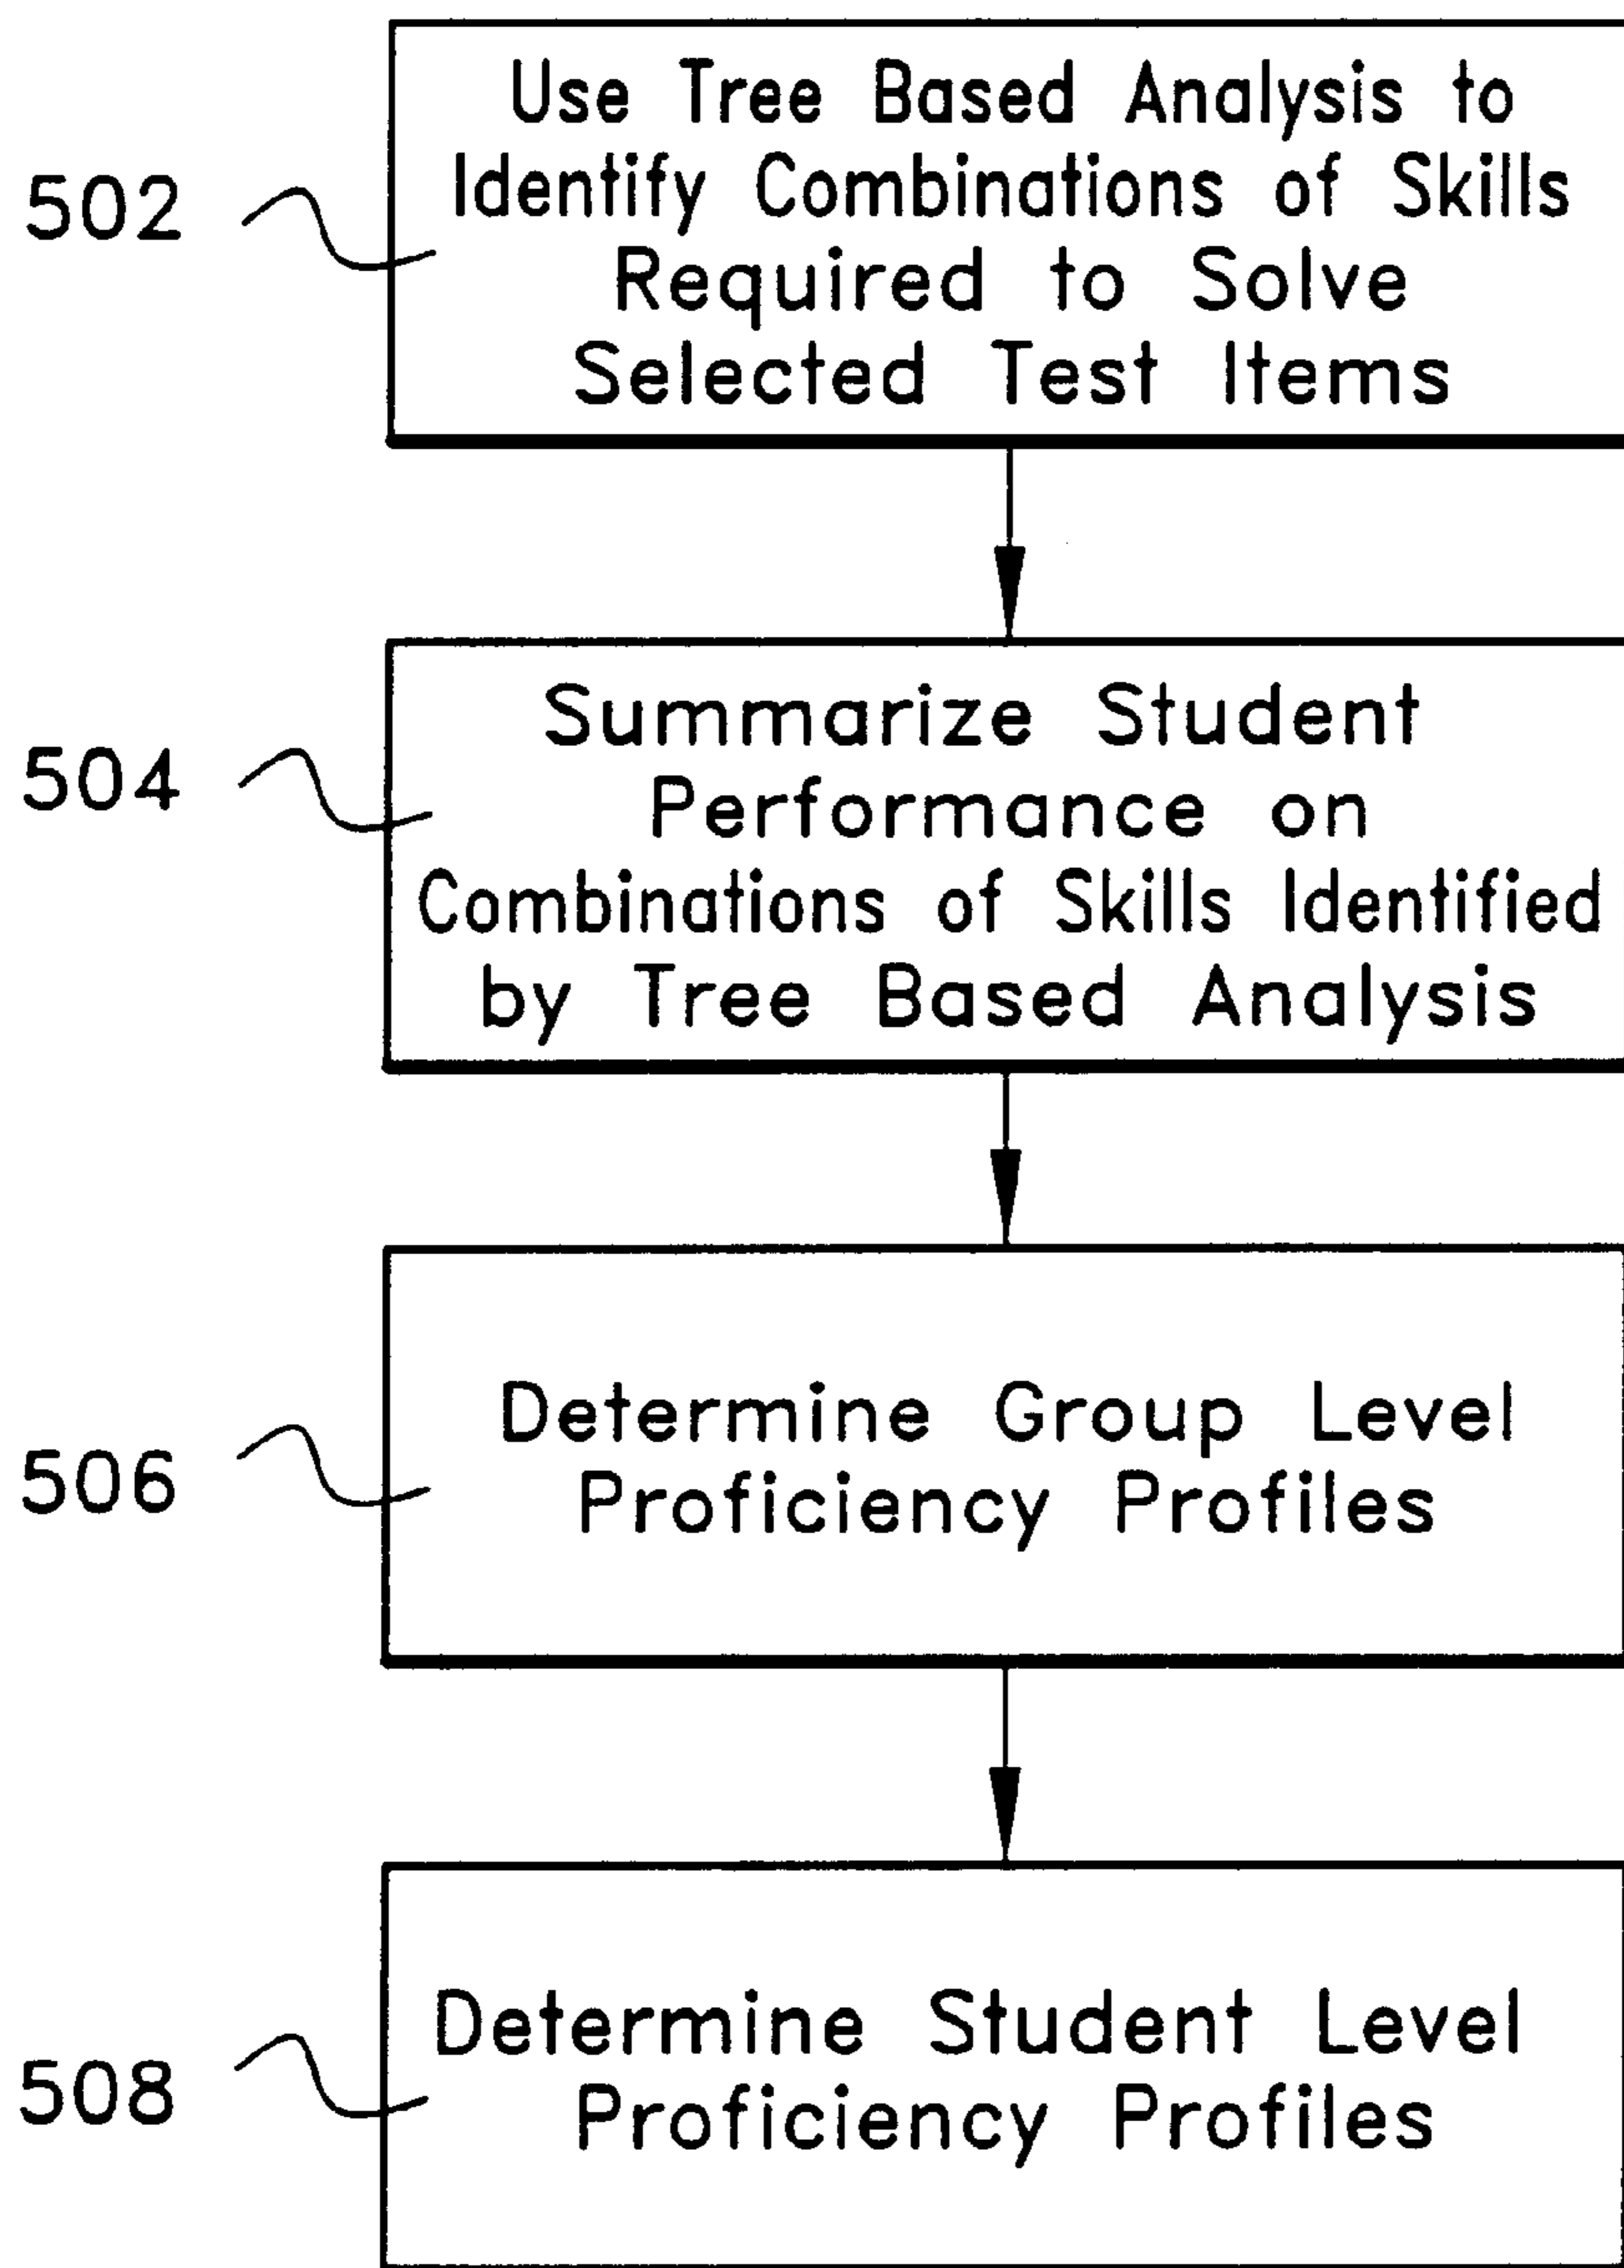 502
Use Tree Based Analysis to
Identify Combinations of Skills
Required to Solve
Selected Test Items
504
Summarize Student
Performance on
Combinations of Skills Identified
by Tree Based Analysis
506
Determine Group Level
Proficiency Profiles
508
Determine Student Level
Proficiency Profiles